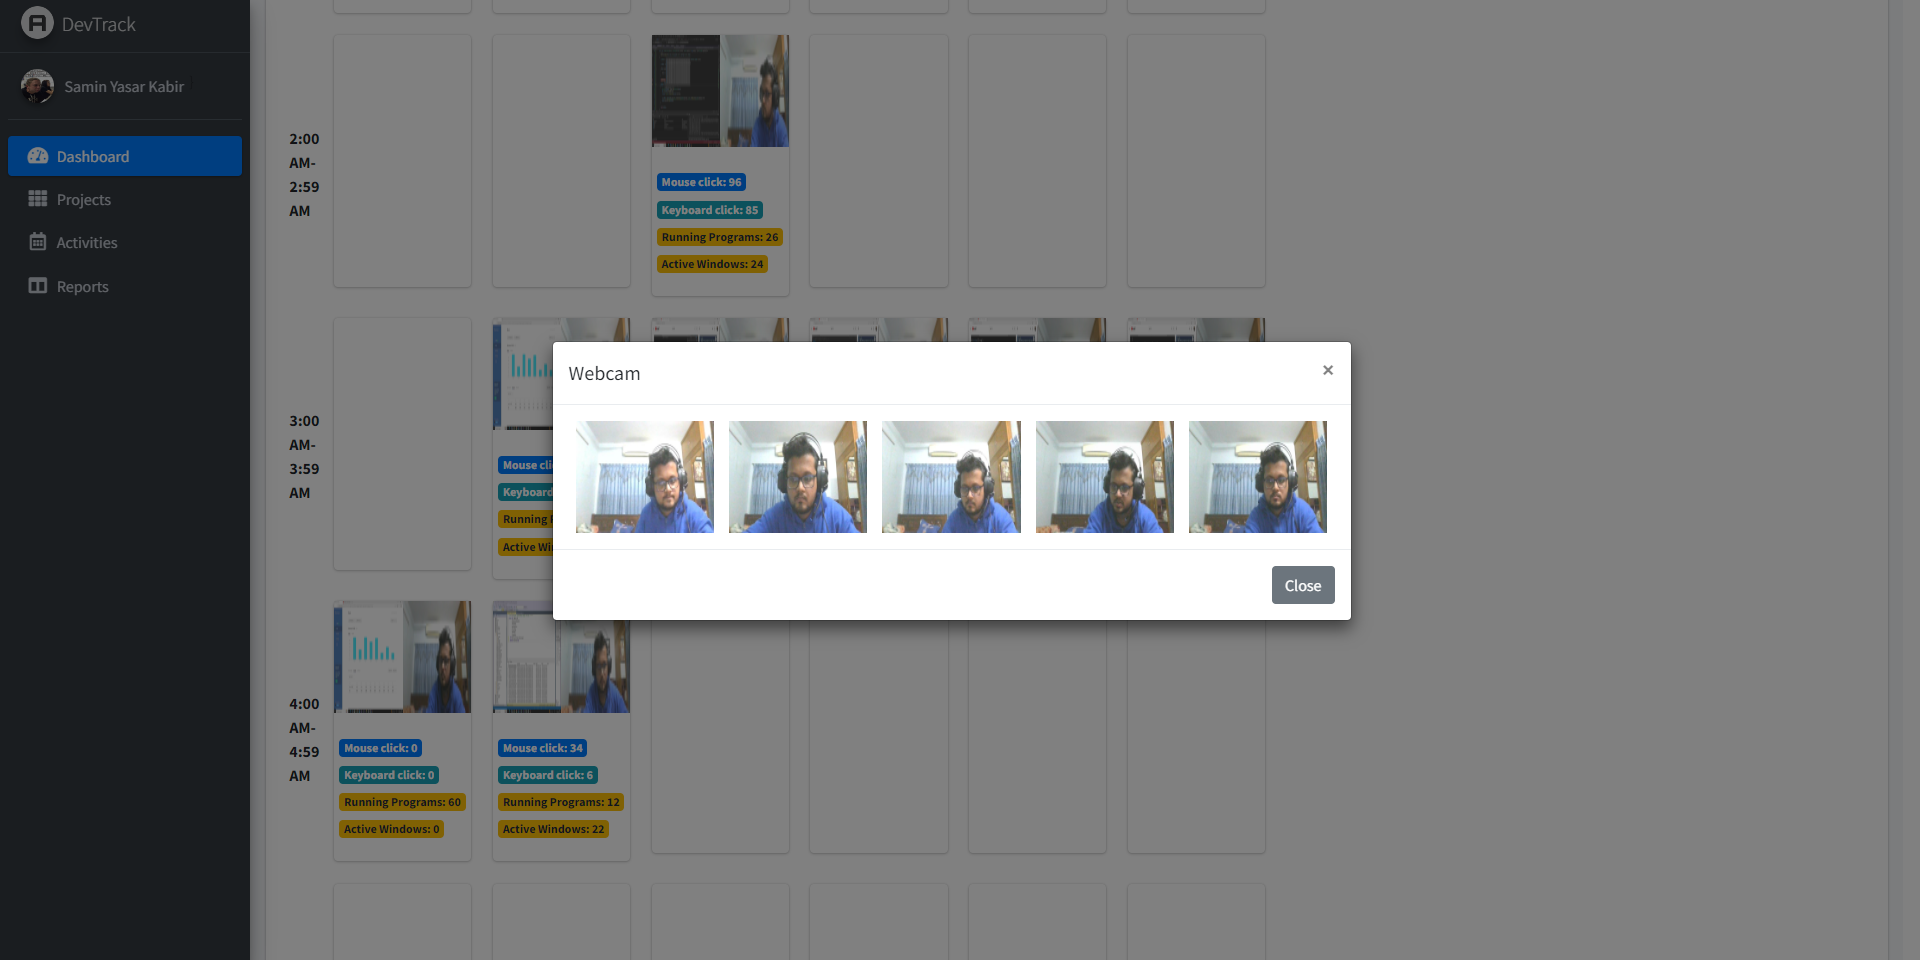 DevTrack
Samin Yasar Kabir
Dashboard
Projects
Activities
Reports
2:00
AM-
2:59
AM
Mouse click: 96
Keyboard click: 85
Running Programs: 26
Active Windows: 24
3:00
AM-
3:59
AM
Mouse cli
Keyboard
Running
Active Wi
Webcam
×
Close
4:00
AM-
4:59
AM
Mouse click: 0
Keyboard click: 0
Running Programs: 60
Active Windows: 0
Mouse click: 34
Keyboard click: 6
Running Programs: 12
Active Windows: 22